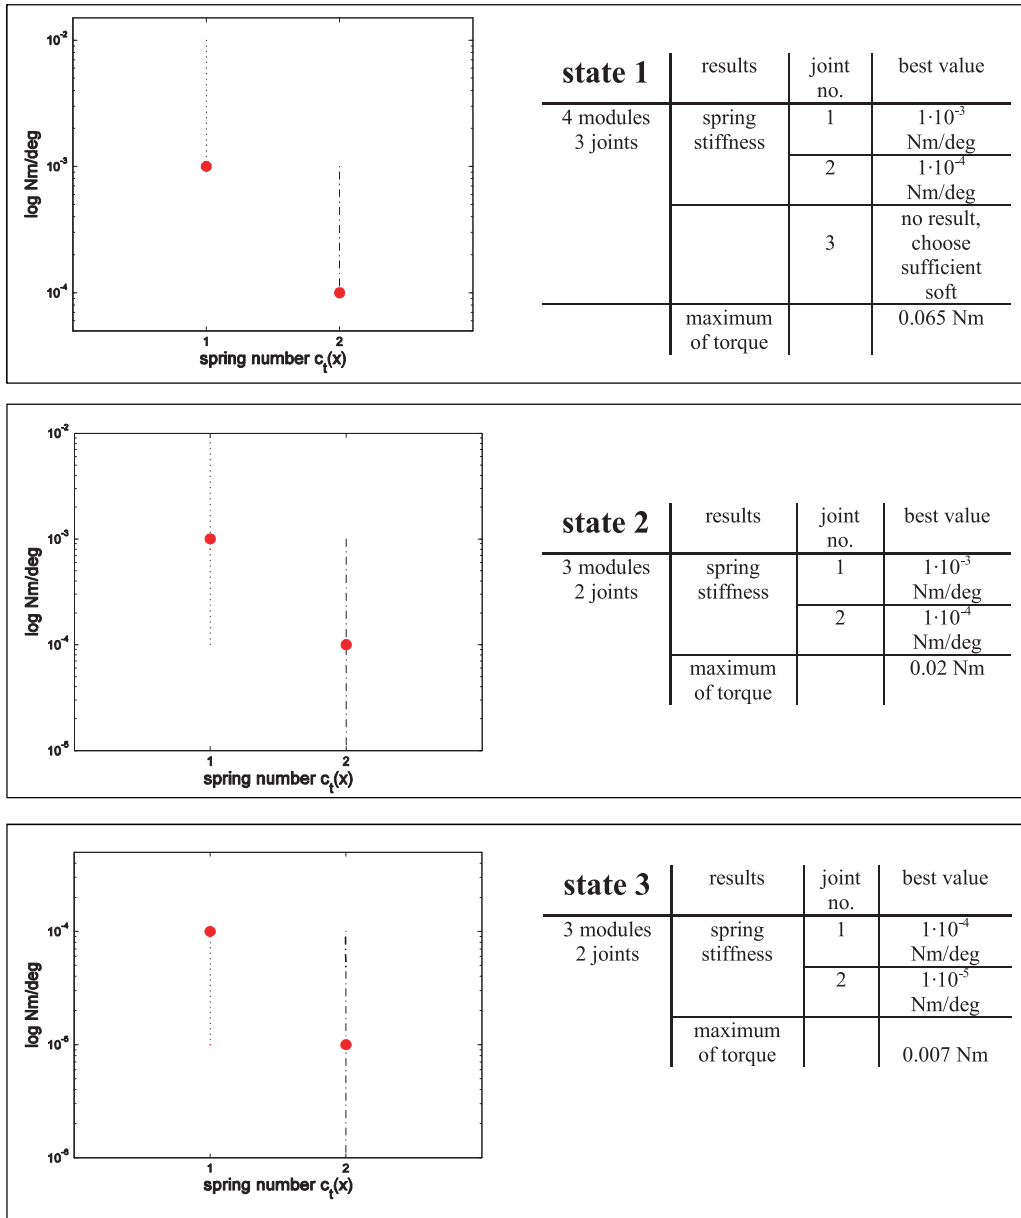 10⁻²
10⁻³
10⁻⁴
log Nm/deg
1 2
spring number cₜ(x)
state 1 results joint no. best value
4 modules
3 joints
spring
stiffness
1
1·10⁻³
Nm/deg
2
1·10⁻⁴
Nm/deg
3
no result,
choose
sufficient
soft
maximum
of torque
0.065 Nm
10⁻²
10⁻³
10⁻⁴
10⁻⁵
log Nm/deg
1 2
spring number cₜ(x)
state 2 results joint no. best value
3 modules
2 joints
spring
stiffness
1
1·10⁻³
Nm/deg
2
1·10⁻⁴
Nm/deg
maximum
of torque
0.02 Nm
10⁻⁴
10⁻⁵
10⁻⁶
log Nm/deg
1 2
spring number cₜ(x)
state 3 results joint no. best value
3 modules
2 joints
spring
stiffness
1
1·10⁻⁴
Nm/deg
2
1·10⁻⁵
Nm/deg
maximum
of torque
0.007 Nm